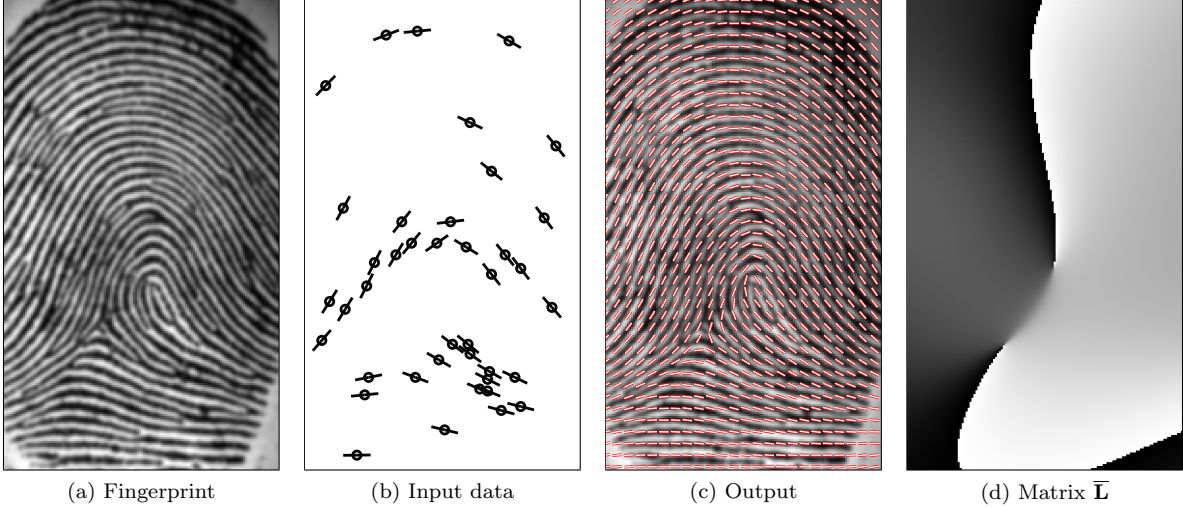 (a) Fingerprint
(b) Input data
(c) Output
(d) Matrix L̅